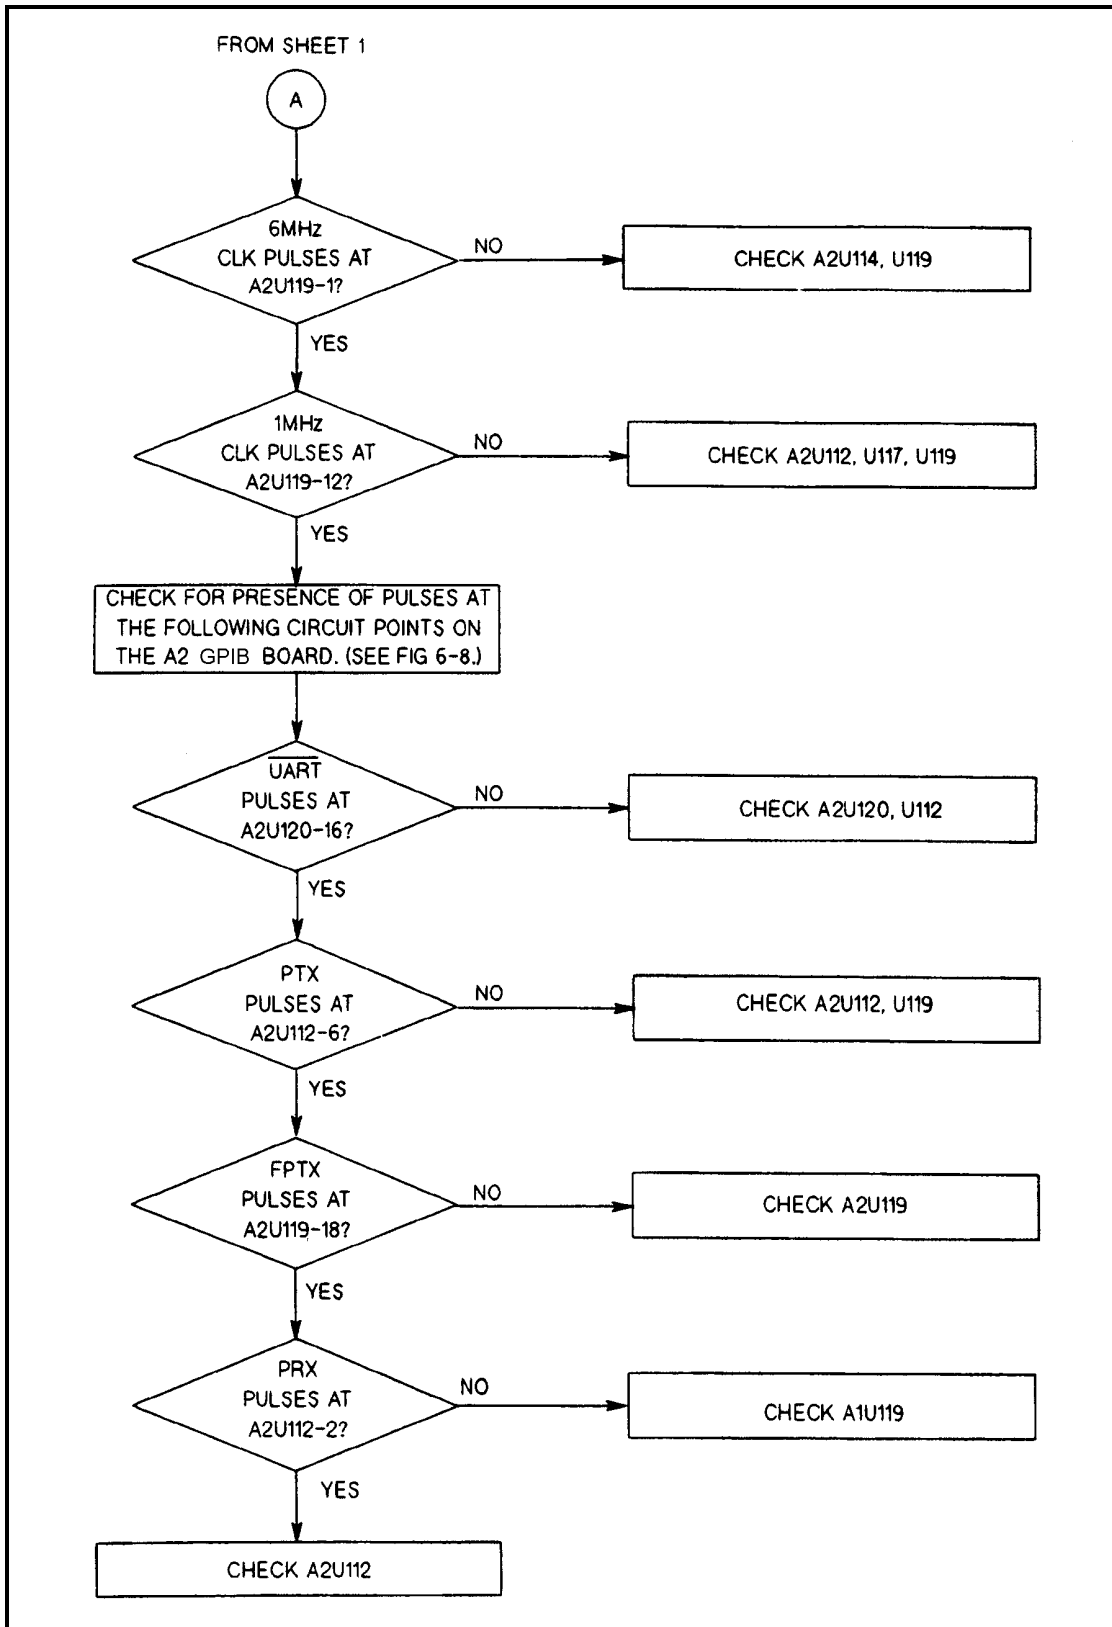 FROM SHEET 1
A
6MHz
CLK PULSES AT
A2U119-1?
NO
CHECK A2U114, U119
YES
1MHz
CLK PULSES AT
A2U119-12?
NO
CHECK A2U112, U117, U119
YES
CHECK FOR PRESENCE OF PULSES AT
THE FOLLOWING CIRCUIT POINTS ON
THE A2 GPIB BOARD. (SEE FIG 6-8.)
UART
PULSES AT
A2U120-16?
NO
CHECK A2U120, U112
YES
PTX
PULSES AT
A2U112-6?
NO
CHECK A2U112, U119
YES
FPTX
PULSES AT
A2U119-18?
NO
CHECK A2U119
YES
PRX
PULSES AT
A2U112-2?
NO
CHECK A1U119
YES
CHECK A2U112